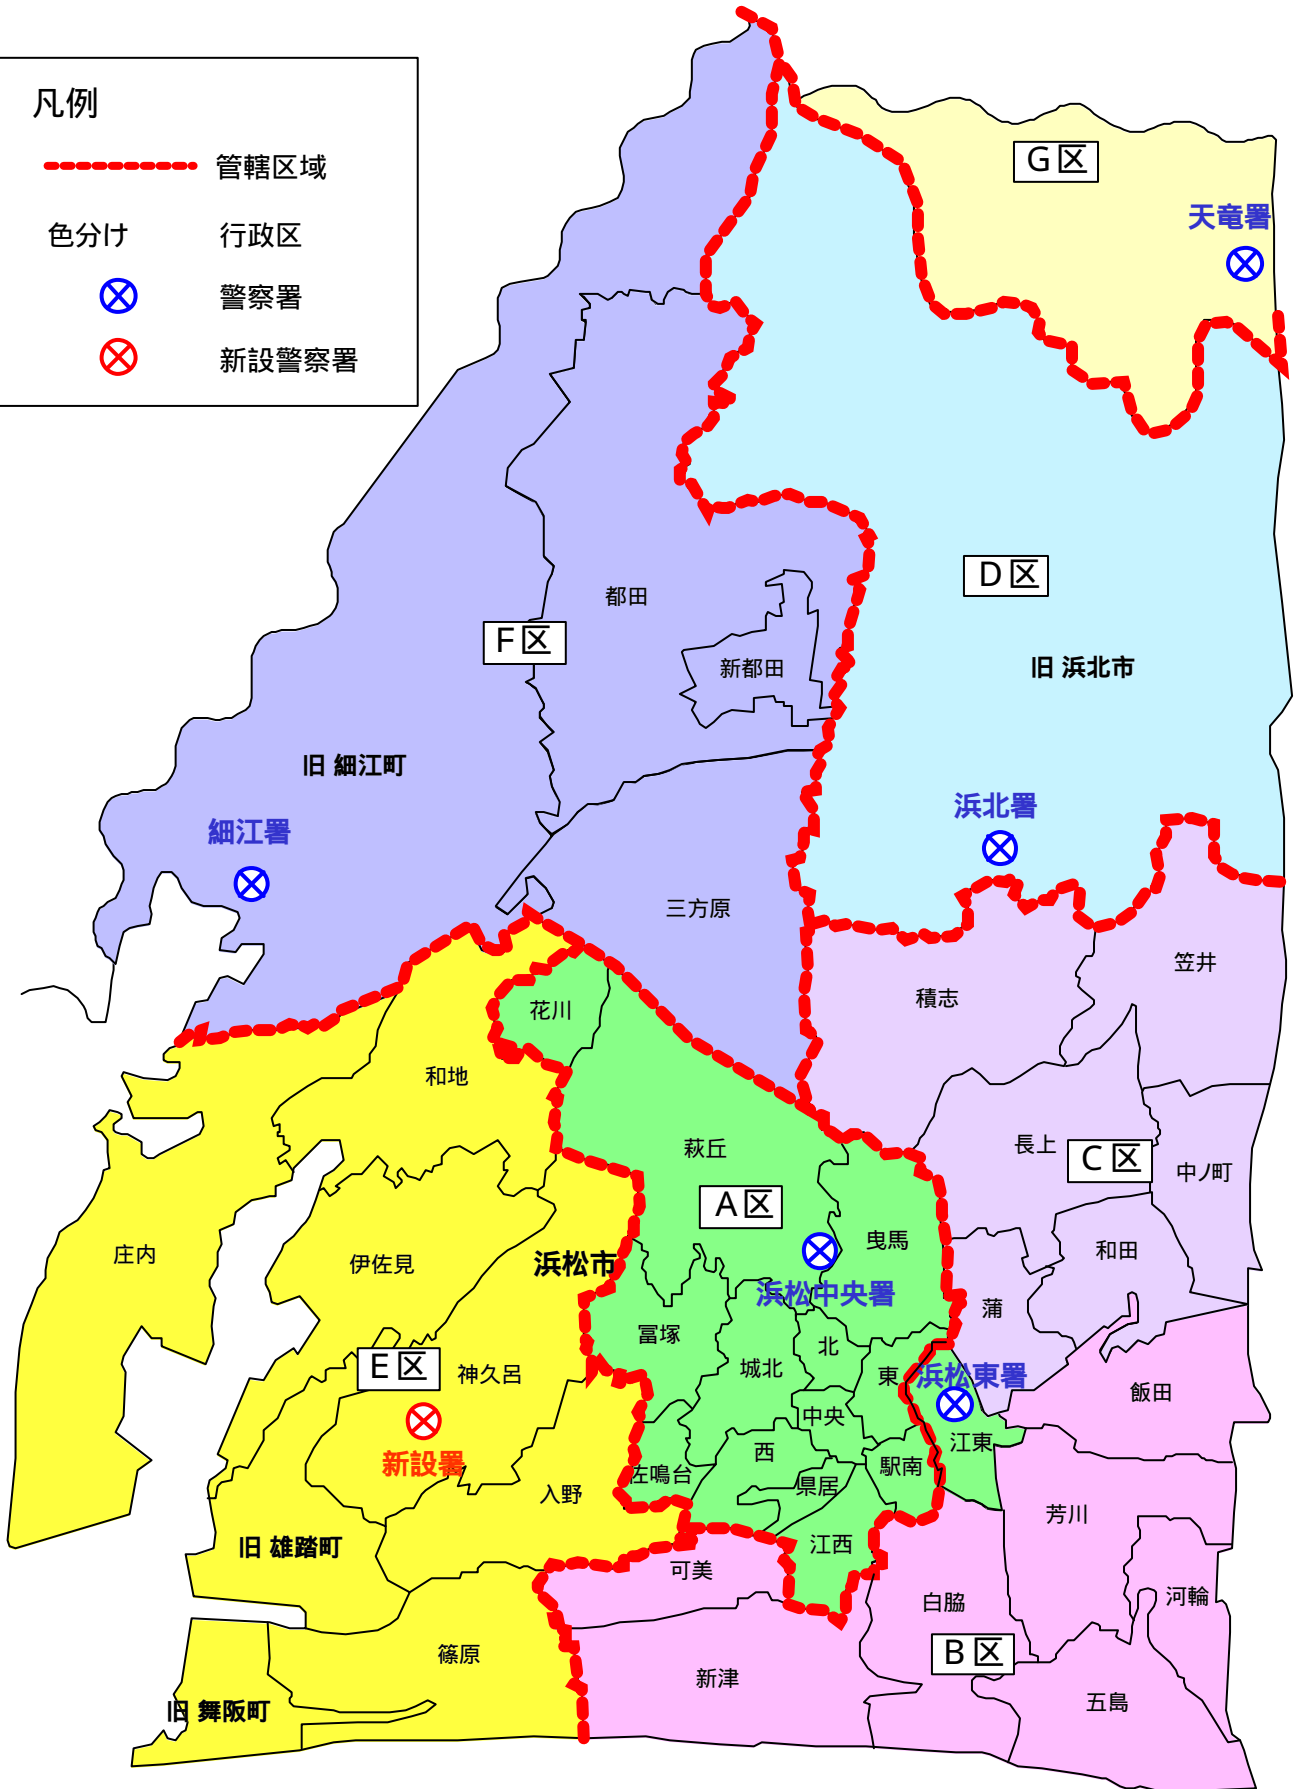 凡例
管轄区域
色分け 行政区
警察署
新設警察署
G区
天竜署
D区
都田
F区
新都田
旧 浜北市
旧 細江町
浜北署
細江署
三方原
笠井
積志
花川
和地
長上
萩丘
C区
中ノ町
A区
庄内
伊佐見
浜松市
曳馬
和田
浜松中央署
蒲
冨塚
北
E区
神久呂
城北
東
浜松東署
飯田
中央
江東
新設署
西
駅南
佐鳴台
県居
入野
芳川
旧 雄踏町
江西
可美
白脇
河輪
篠原
B区
新津
五島
旧 舞阪町